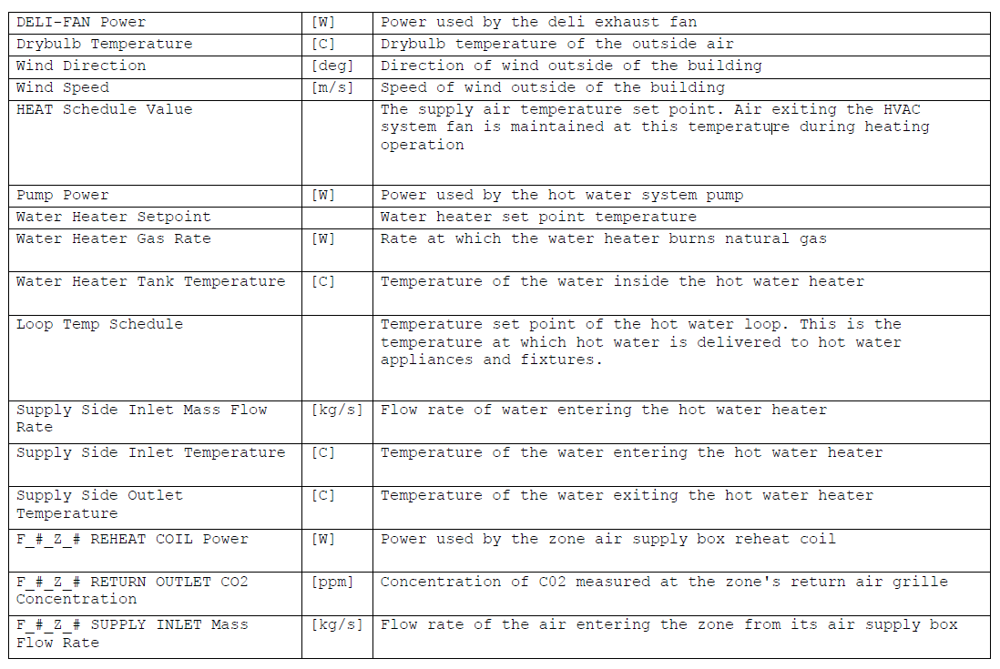 DELI-FAN Power [W] Power used by the deli exhaust fan
Drybulb Temperature [C] Drybulb temperature of the outside air
Wind Direction [deg] Direction of wind outside of the building
Wind Speed [m/s] Speed of wind outside of the building
HEAT Schedule Value The supply air temperature set point. Air exiting the HVAC
system fan is maintained at this temperature during heating
operation
Pump Power [W] Power used by the hot water system pump
Water Heater Setpoint Water heater set point temperature
Water Heater Gas Rate [W] Rate at which the water heater burns natural gas
Water Heater Tank Temperature [C] Temperature of the water inside the hot water heater
Loop Temp Schedule Temperature set point of the hot water loop. This is the
temperature at which hot water is delivered to hot water
appliances and fixtures.
Supply Side Inlet Mass Flow [kg/s] Flow rate of water entering the hot water heater
Rate
Supply Side Inlet Temperature [C] Temperature of the water entering the hot water heater
Supply Side Outlet [C] Temperature of the water exiting the hot water heater
Temperature
F_#_Z_# REHEAT COIL Power [W] Power used by the zone air supply box reheat coil
F_#_Z_# RETURN OUTLET CO2 [ppm] Concentration of C02 measured at the zone's return air grille
Concentration
F_#_Z_# SUPPLY INLET Mass [kg/s] Flow rate of the air entering the zone from its air supply box
Flow Rate